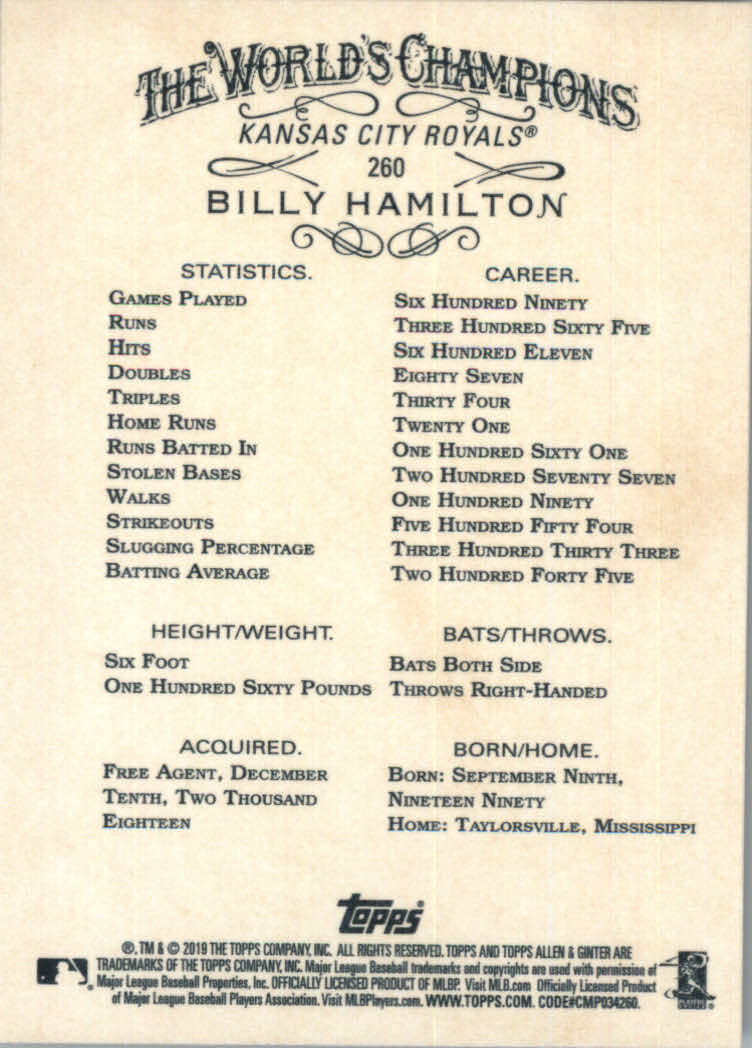 THE WORLD'S CHAMPIONS
KANSAS CITY ROYALS®
260
BILLY HAMILTON
STATISTICS.
GAMES PLAYED
RUNS
HITS
DOUBLES
TRIPLES
HOME RUNS
RUNS BATTED IN
STOLEN BASES
WALKS
STRIKEOUTS
SLUGGING PERCENTAGE
BATTING AVERAGE
CAREER.
SIX HUNDRED NINETY
THREE HUNDRED SIXTY FIVE
SIX HUNDRED ELEVEN
EIGHTY SEVEN
THIRTY FOUR
TWENTY ONE
ONE HUNDRED SIXTY ONE
TWO HUNDRED SEVENTY SEVEN
ONE HUNDRED NINETY
FIVE HUNDRED FIFTY FOUR
THREE HUNDRED THIRTY THREE
TWO HUNDRED FORTY FIVE
HEIGHT/WEIGHT.
SIX FOOT
ONE HUNDRED SIXTY POUNDS
BATS/THROWS.
BATS BOTH SIDE
THROWS RIGHT-HANDED
ACQUIRED.
FREE AGENT, DECEMBER
TENTH, TWO THOUSAND
EIGHTEEN
BORN/HOME.
BORN: SEPTEMBER NINTH,
NINETEEN NINETY
HOME: TAYLORSVILLE, MISSISSIPPI
topps®
®, TM & © 2019 THE TOPPS COMPANY, INC. ALL RIGHTS RESERVED. TOPPS AND TOPPS ALLEN & GINTER ARE
TRADEMARKS OF THE TOPPS COMPANY, INC. Major League Baseball trademarks and copyrights are used with permission of
Major League Baseball Properties, Inc. OFFICIALLY LICENSED PRODUCT OF MLBP. Visit MLB.com Officially Licensed Product
of Major League Baseball Players Association. Visit MLBPlayers.com. WWW.TOPPS.COM. CODE#CMP034260.